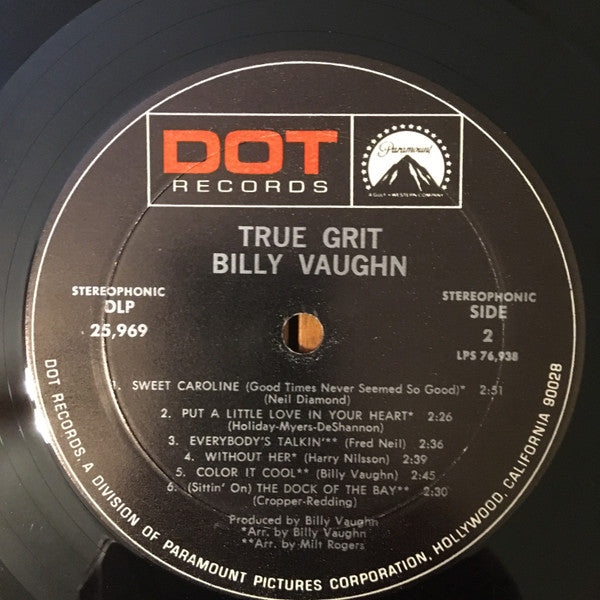 DOT
RECORDS
Paramount
A GULF + WESTERN COMPANY
TRUE GRIT
BILLY VAUGHN
STEREOPHONIC
DLP
25,969
STEREOPHONIC
SIDE
2
LPS 76,938
1. SWEET CAROLINE (Good Times Never Seemed So Good)* 2:51
(Neil Diamond)
2. PUT A LITTLE LOVE IN YOUR HEART* 2:26
(Holiday-Myers-DeShannon)
3. EVERYBODY'S TALKIN'** (Fred Neil) 2:36
4. WITHOUT HER* (Harry Nilsson) 2:39
5. COLOR IT COOL** (Billy Vaughn) 2:45
6. (Sittin' On) THE DOCK OF THE BAY** 2:30
(Cropper-Redding)
Produced by Billy Vaughn
*Arr. by Billy Vaughn
**Arr. by Milt Rogers
DOT RECORDS, A DIVISION OF PARAMOUNT PICTURES CORPORATION, HOLLYWOOD, CALIFORNIA 90028